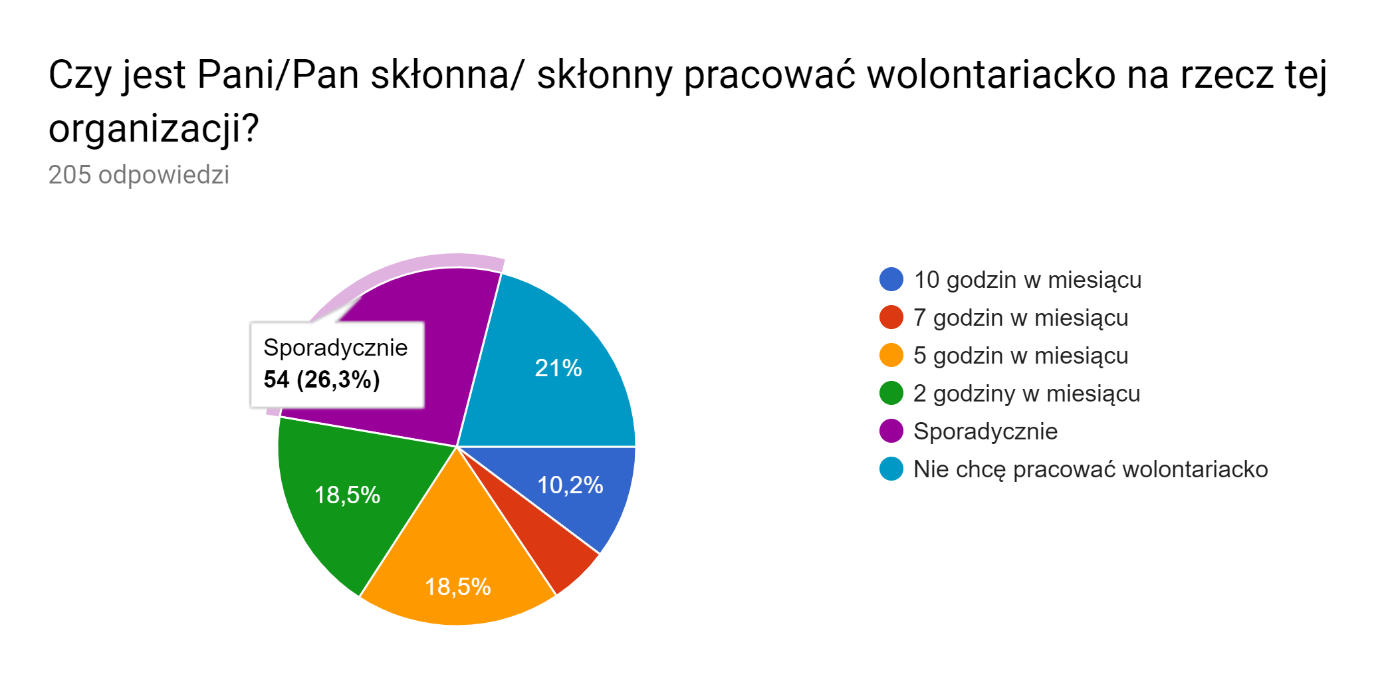 Czy jest Pani/Pan skłonna/ skłonny pracować wolontariacko na rzecz tej
organizacji?
205 odpowiedzi
Sporadycznie
54 (26,3%)
21%
10,2%
18,5%
18,5%
10 godzin w miesiącu
7 godzin w miesiącu
5 godzin w miesiącu
2 godziny w miesiącu
Sporadycznie
Nie chcę pracować wolontariacko